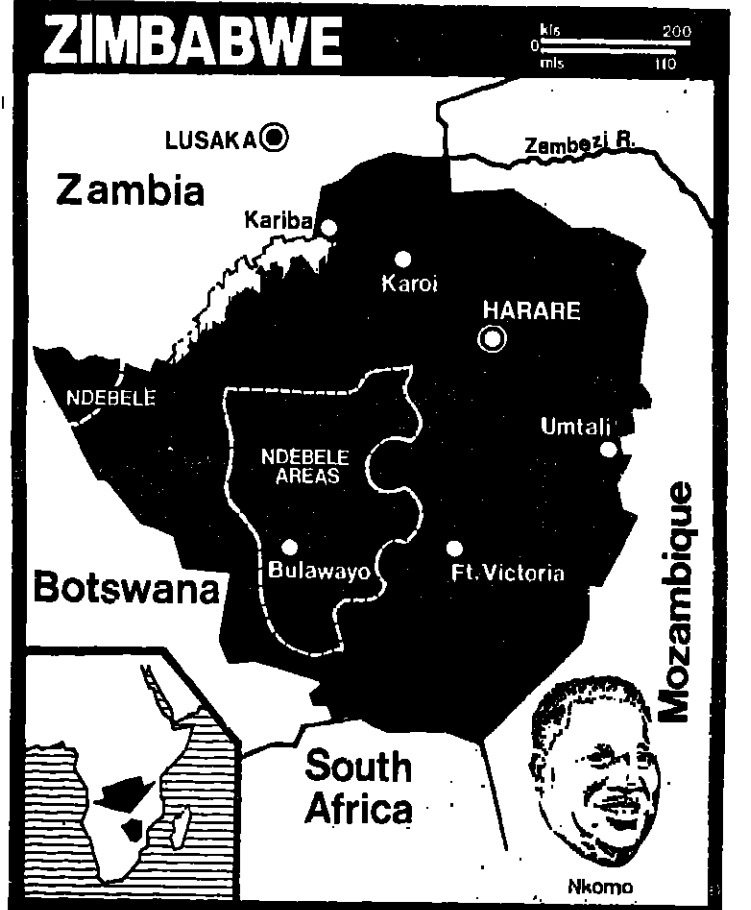 ZIMBABWE
kls 200
0
mls 110
LUSAKA
Zambezi R.
Zambia
Kariba
Karoi
HARARE
NDEBELE
Umtali
NDEBELE
AREAS
Bulawayo
Ft. Victoria
Botswana
Mozambique
South
Africa
Nkomo